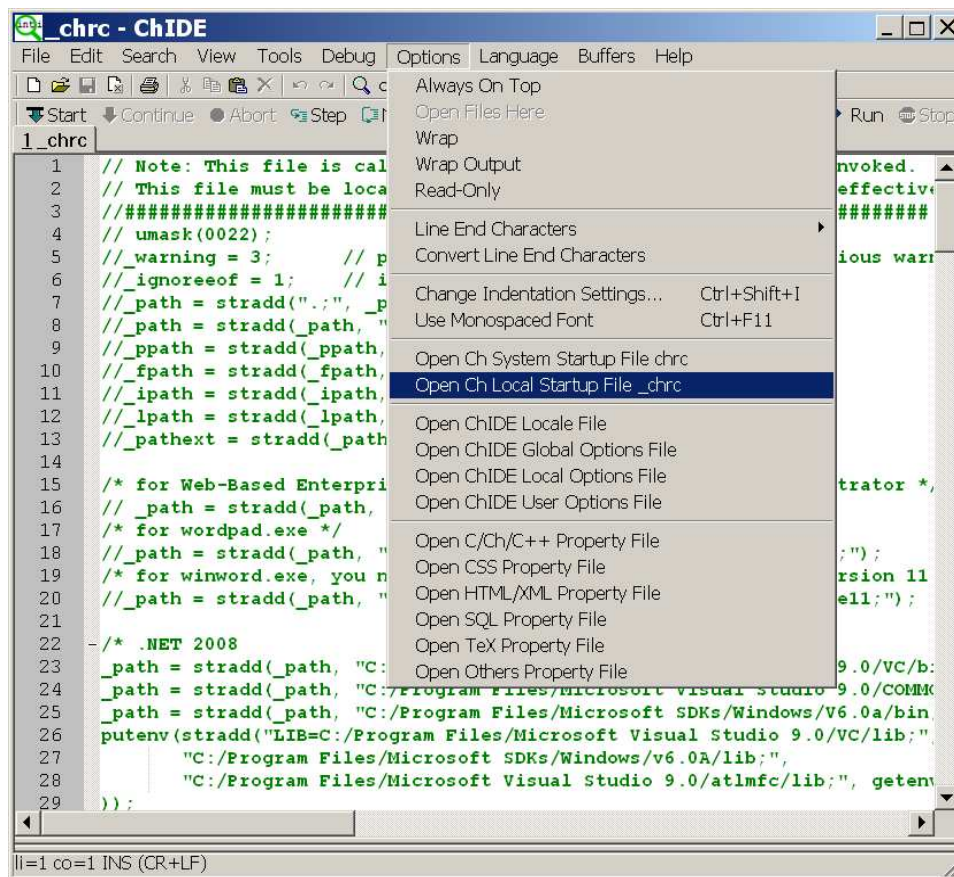 _chrc - ChIDE
File Edit Search View Tools Debug Options Language Buffers Help
Start Continue Abort Step Run Stop
1 _chrc
Always On Top
Open Files Here
Wrap
Wrap Output
Read-Only
Line End Characters
Convert Line End Characters
Change Indentation Settings... Ctrl+Shift+I
Use Monospaced Font Ctrl+F11
Open Ch System Startup File chrc
Open Ch Local Startup File _chrc
Open ChIDE Locale File
Open ChIDE Global Options File
Open ChIDE Local Options File
Open ChIDE User Options File
Open C/Ch/C++ Property File
Open CSS Property File
Open HTML/XML Property File
Open SQL Property File
Open TeX Property File
Open Others Property File
1 // Note: This file is cal nvoked.
2 // This file must be loca effective
3 //######################### ########
4 // umask(0022);
5 //_warning = 3; // p ious warn
6 //_ignoreeof = 1; // i
7 //_path = stradd(".;", _p
8 //_path = stradd(_path, "
9 //_ppath = stradd(_ppath,
10 //_fpath = stradd(_fpath,
11 //_ipath = stradd(_ipath,
12 //_lpath = stradd(_lpath,
13 //_pathext = stradd(_path
14
15 /* for Web-Based Enterpri trator */
16 // _path = stradd(_path,
17 /* for wordpad.exe */
18 //_path = stradd(_path, " ;");
19 /* for winword.exe, you n rsion 11
20 //_path = stradd(_path, " e11;");
21
22 /* .NET 2008
23 _path = stradd(_path, "C: 9.0/VC/b
24 _path = stradd(_path, "C:/Program Files/Microsoft Visual Studio 9.0/COMMO
25 _path = stradd(_path, "C:/Program Files/Microsoft SDKs/Windows/V6.0a/bin
26 putenv(stradd("LIB=C:/Program Files/Microsoft Visual Studio 9.0/VC/lib;",
27 "C:/Program Files/Microsoft SDKs/Windows/v6.0A/lib;",
28 "C:/Program Files/Microsoft Visual Studio 9.0/atlmfc/lib;", getenv
29 ));
li=1 co=1 INS (CR+LF)